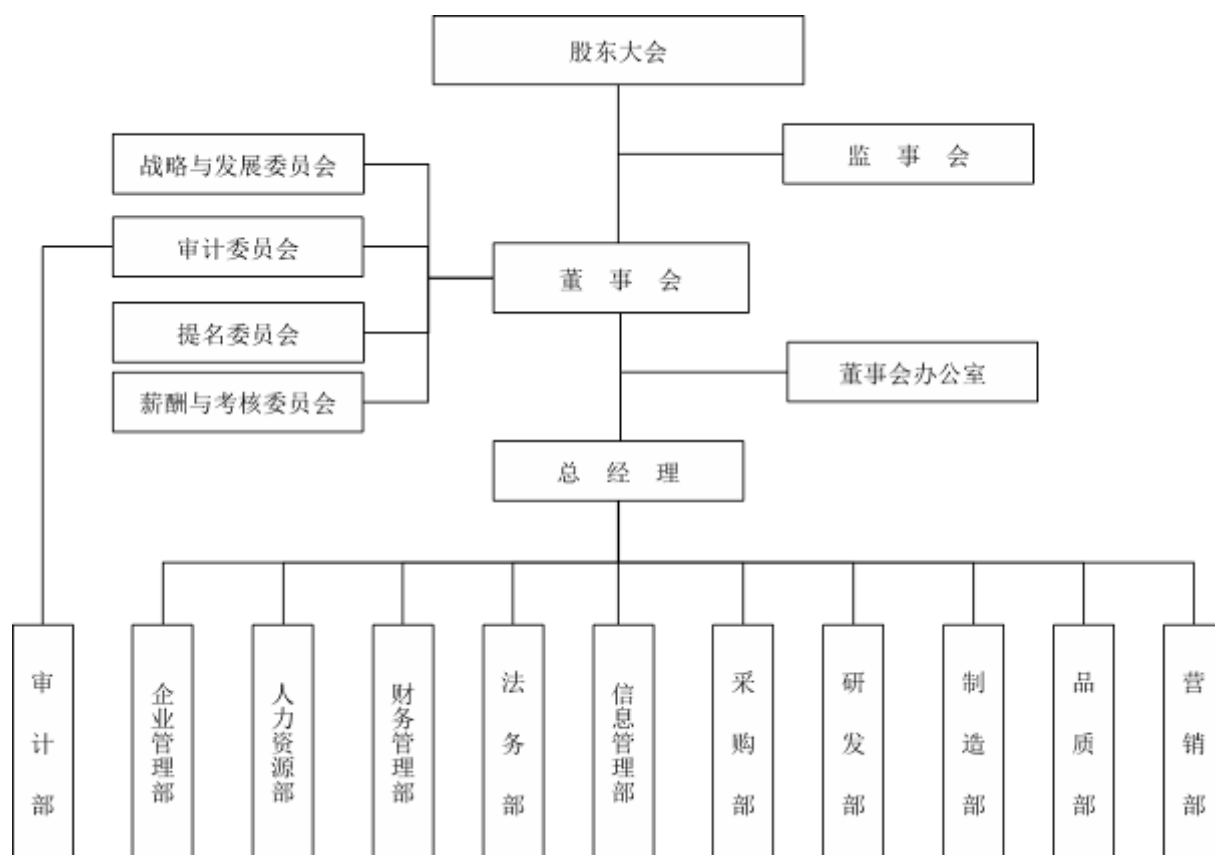 股东大会
监事会
战略与发展委员会
审计委员会
董事会
提名委员会
董事会办公室
薪酬与考核委员会
总经理
审计部
企业管理部
人力资源部
财务管理部
法务部
信息管理部
采购部
研发部
制造部
品质部
营销部